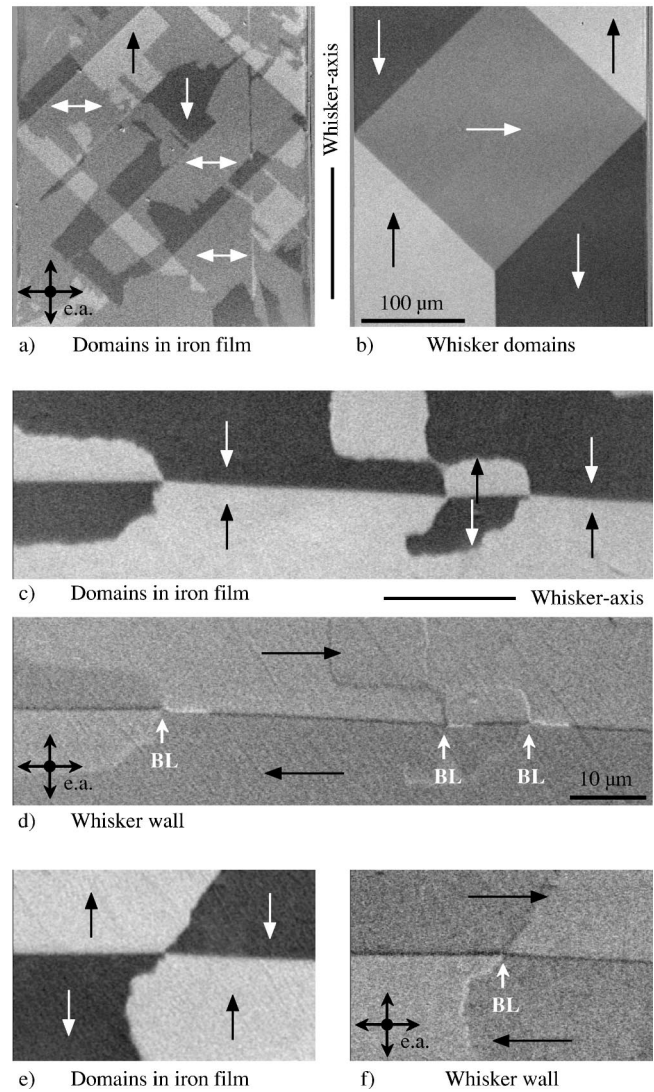 Whisker-axis
e.a.
100 µm
a) Domains in iron film
b) Whisker domains
c) Domains in iron film
Whisker-axis
BL
BL
BL
e.a.
10 µm
d) Whisker wall
BL
e.a.
e) Domains in iron film
f) Whisker wall